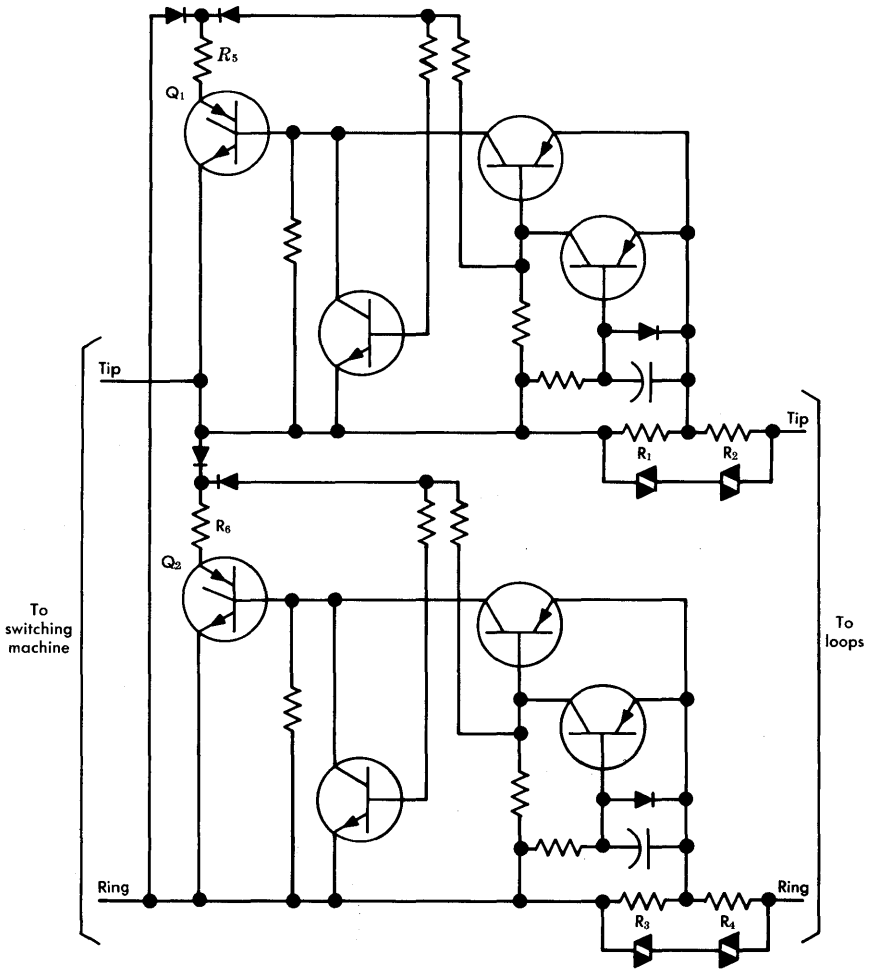 R5
Q1
Tip
Tip
R1
R2
R6
Q2
To
switching
machine
To
loops
Ring
Ring
R3
R4